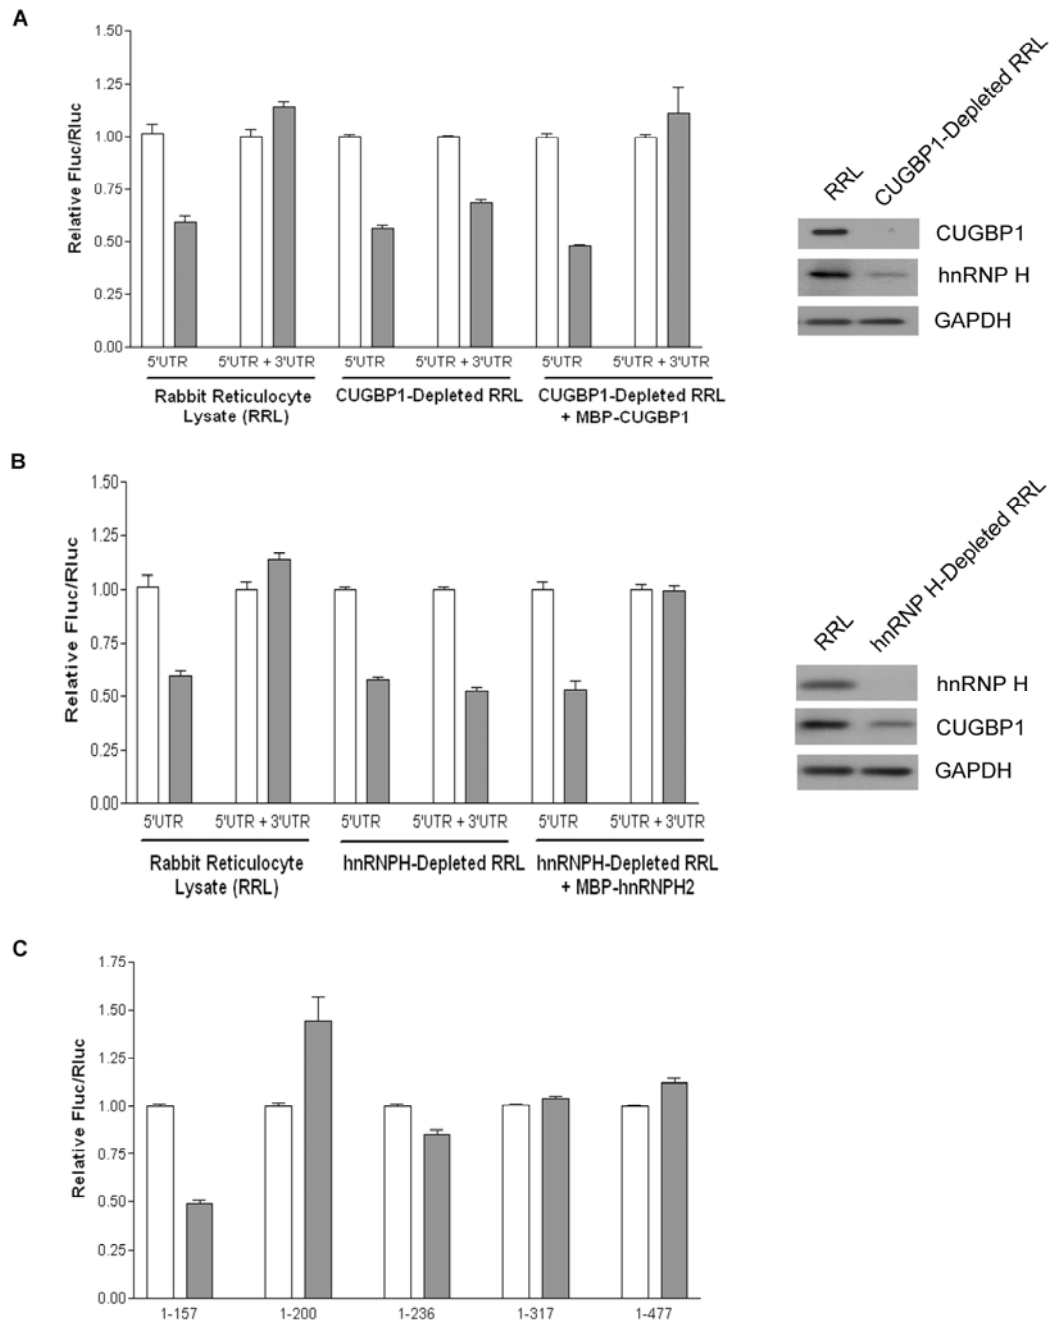 A
1.50
1.25
1.00
0.75
0.50
0.25
0.00
Relative Fluc/Rluc
5'UTR 5'UTR + 3'UTR 5'UTR 5'UTR + 3'UTR 5'UTR 5'UTR + 3'UTR
Rabbit Reticulocyte
Lysate (RRL)
CUGBP1-Depleted RRL
CUGBP1-Depleted RRL
+ MBP-CUGBP1
RRL
CUGBP1-Depleted RRL
CUGBP1
hnRNP H
GAPDH
B
1.50
1.25
1.00
0.75
0.50
0.25
0.00
Relative Fluc/Rluc
5'UTR 5'UTR + 3'UTR 5'UTR 5'UTR + 3'UTR 5'UTR 5'UTR + 3'UTR
Rabbit Reticulocyte
Lysate (RRL)
hnRNPH-Depleted RRL
hnRNPH-Depleted RRL
+ MBP-hnRNPH2
RRL
hnRNP H-Depleted RRL
hnRNP H
CUGBP1
GAPDH
C
1.75
1.50
1.25
1.00
0.75
0.50
0.25
0.00
Relative Fluc/Rluc
1-157 1-200 1-236 1-317 1-477